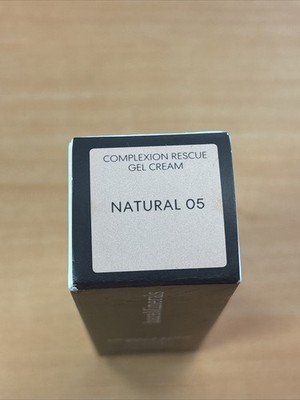 COMPLEXION RESCUE
GEL CREAM
NATURAL 05